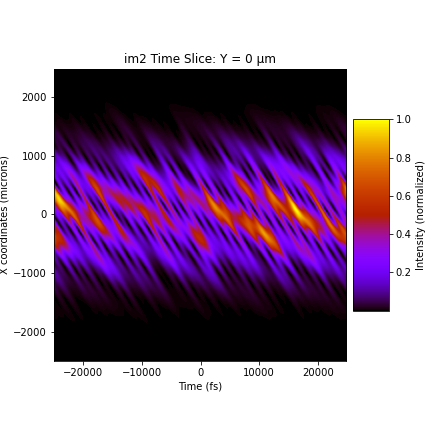 im2 Time Slice: Y = 0 μm
X coordinates (microns)
2000
1000
0
−1000
−2000
−20000 −10000 0 10000 20000
Time (fs)
1.0
0.8
0.6
0.4
0.2
Intensity (normalized)